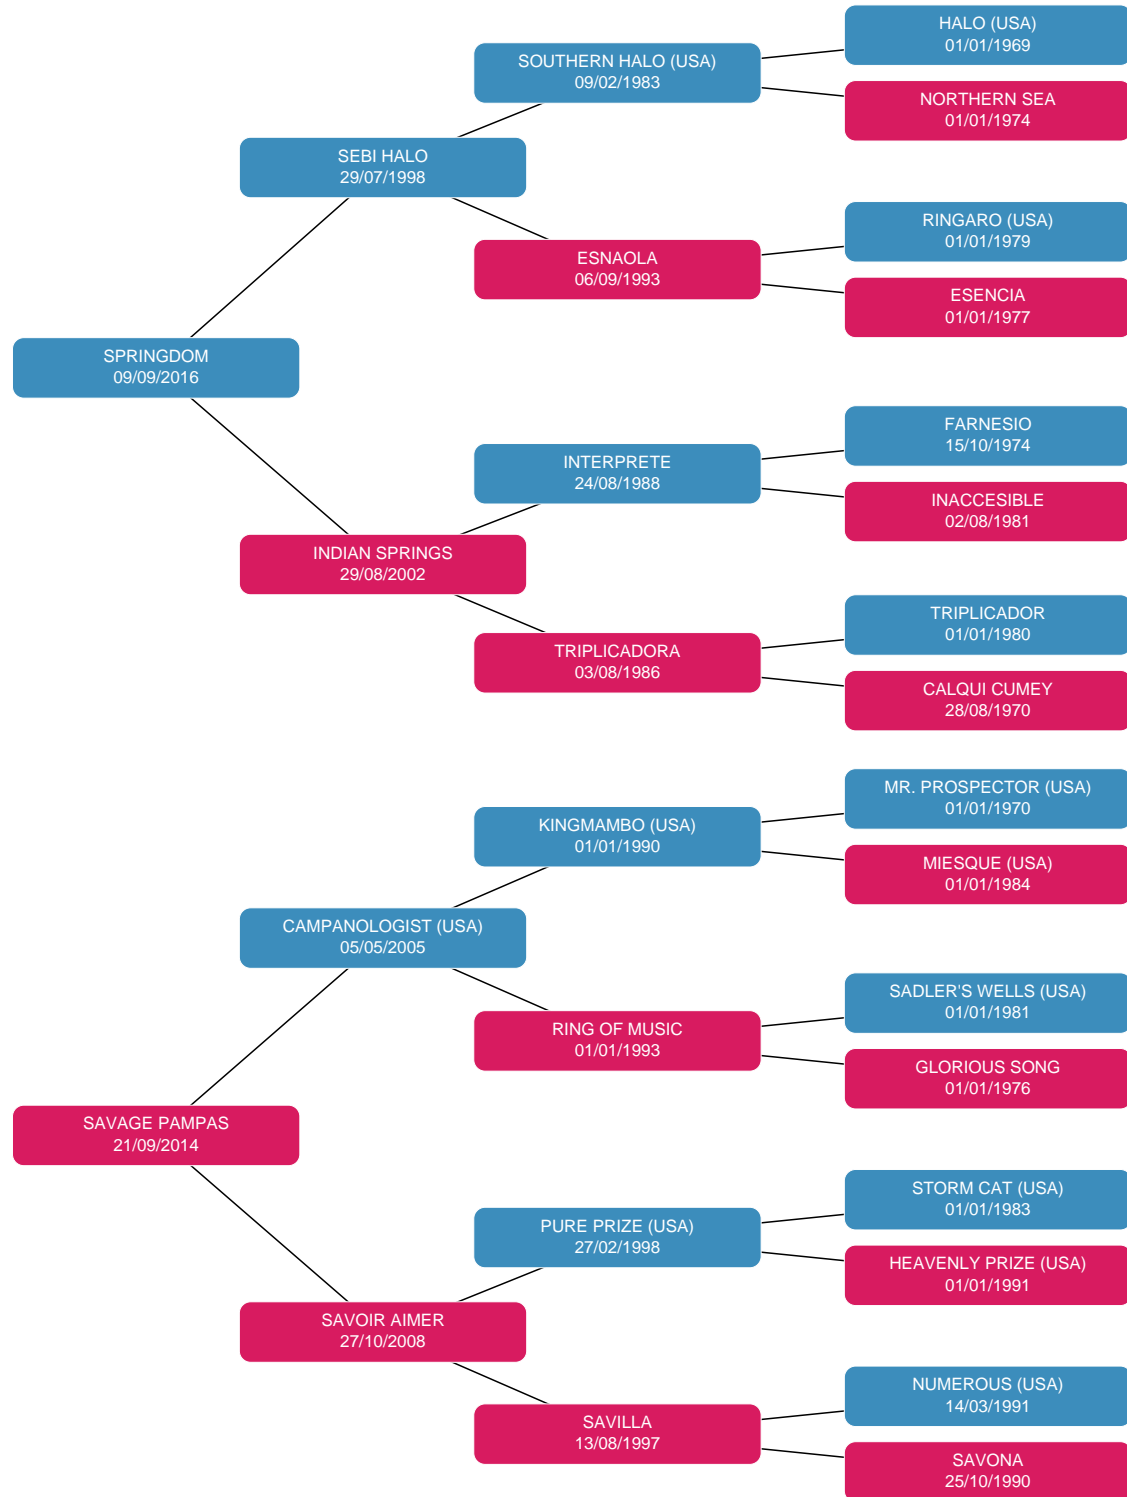 HALO (USA)
01/01/1969
SOUTHERN HALO (USA)
09/02/1983
NORTHERN SEA
01/01/1974
SEBI HALO
29/07/1998
RINGARO (USA)
01/01/1979
ESNAOLA
06/09/1993
ESENCIA
01/01/1977
SPRINGDOM
09/09/2016
FARNESIO
15/10/1974
INTERPRETE
24/08/1988
INACCESIBLE
02/08/1981
INDIAN SPRINGS
29/08/2002
TRIPLICADOR
01/01/1980
TRIPLICADORA
03/08/1986
CALQUI CUMEY
28/08/1970
MR. PROSPECTOR (USA)
01/01/1970
KINGMAMBO (USA)
01/01/1990
MIESQUE (USA)
01/01/1984
CAMPANOLOGIST (USA)
05/05/2005
SADLER'S WELLS (USA)
01/01/1981
RING OF MUSIC
01/01/1993
GLORIOUS SONG
01/01/1976
SAVAGE PAMPAS
21/09/2014
STORM CAT (USA)
01/01/1983
PURE PRIZE (USA)
27/02/1998
HEAVENLY PRIZE (USA)
01/01/1991
SAVOIR AIMER
27/10/2008
NUMEROUS (USA)
14/03/1991
SAVILLA
13/08/1997
SAVONA
25/10/1990